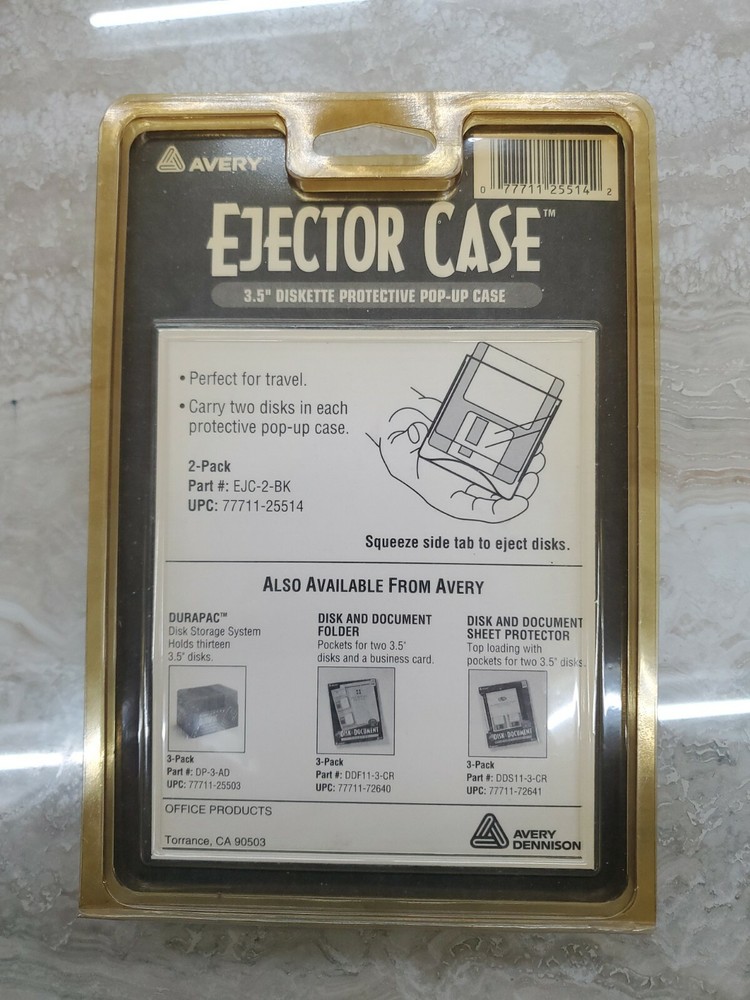 AVERY
0 77711 25514 2
EJECTOR CASE™
3.5" DISKETTE PROTECTIVE POP-UP CASE
• Perfect for travel.
• Carry two disks in each
protective pop-up case.
2-Pack
Part #: EJC-2-BK
UPC: 77711-25514
Squeeze side tab to eject disks.
ALSO AVAILABLE FROM AVERY
DURAPAC™
Disk Storage System
Holds thirteen
3.5" disks.
3-Pack
Part #: DP-3-AD
UPC: 77711-25503
DISK AND DOCUMENT
FOLDER
Pockets for two 3.5"
disks and a business card.
DISK-DOCUMENT
3-Pack
Part #: DDF11-3-CR
UPC: 77711-72640
DISK AND DOCUMENT
SHEET PROTECTOR
Top loading with
pockets for two 3.5" disks.
DISK-DOCUMENT
3-Pack
Part #: DDS11-3-CR
UPC: 77711-72641
OFFICE PRODUCTS
Torrance, CA 90503
AVERY
DENNISON